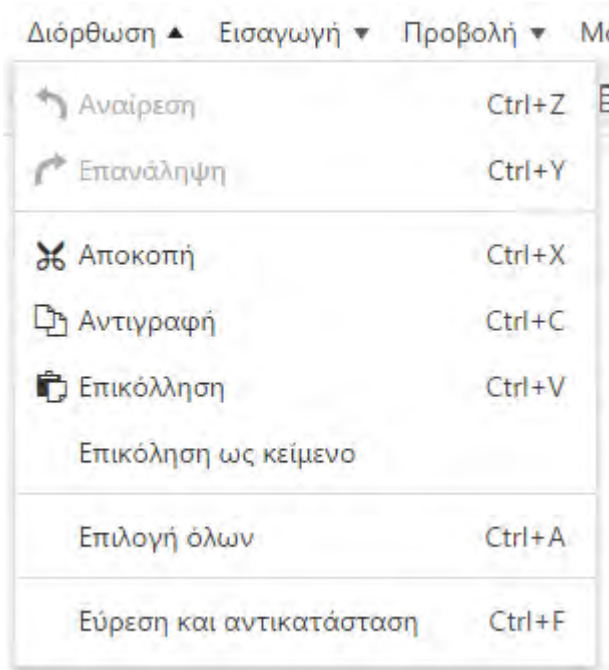 Διόρθωση ▲ Εισαγωγή ▼ Προβολή ▼
Αναίρεση Ctrl+Z
Επανάληψη Ctrl+Y
Αποκοπή Ctrl+X
Αντιγραφή Ctrl+C
Επικόλληση Ctrl+V
Επικόληση ως κείμενο
Επιλογή όλων Ctrl+A
Εύρεση και αντικατάσταση Ctrl+F